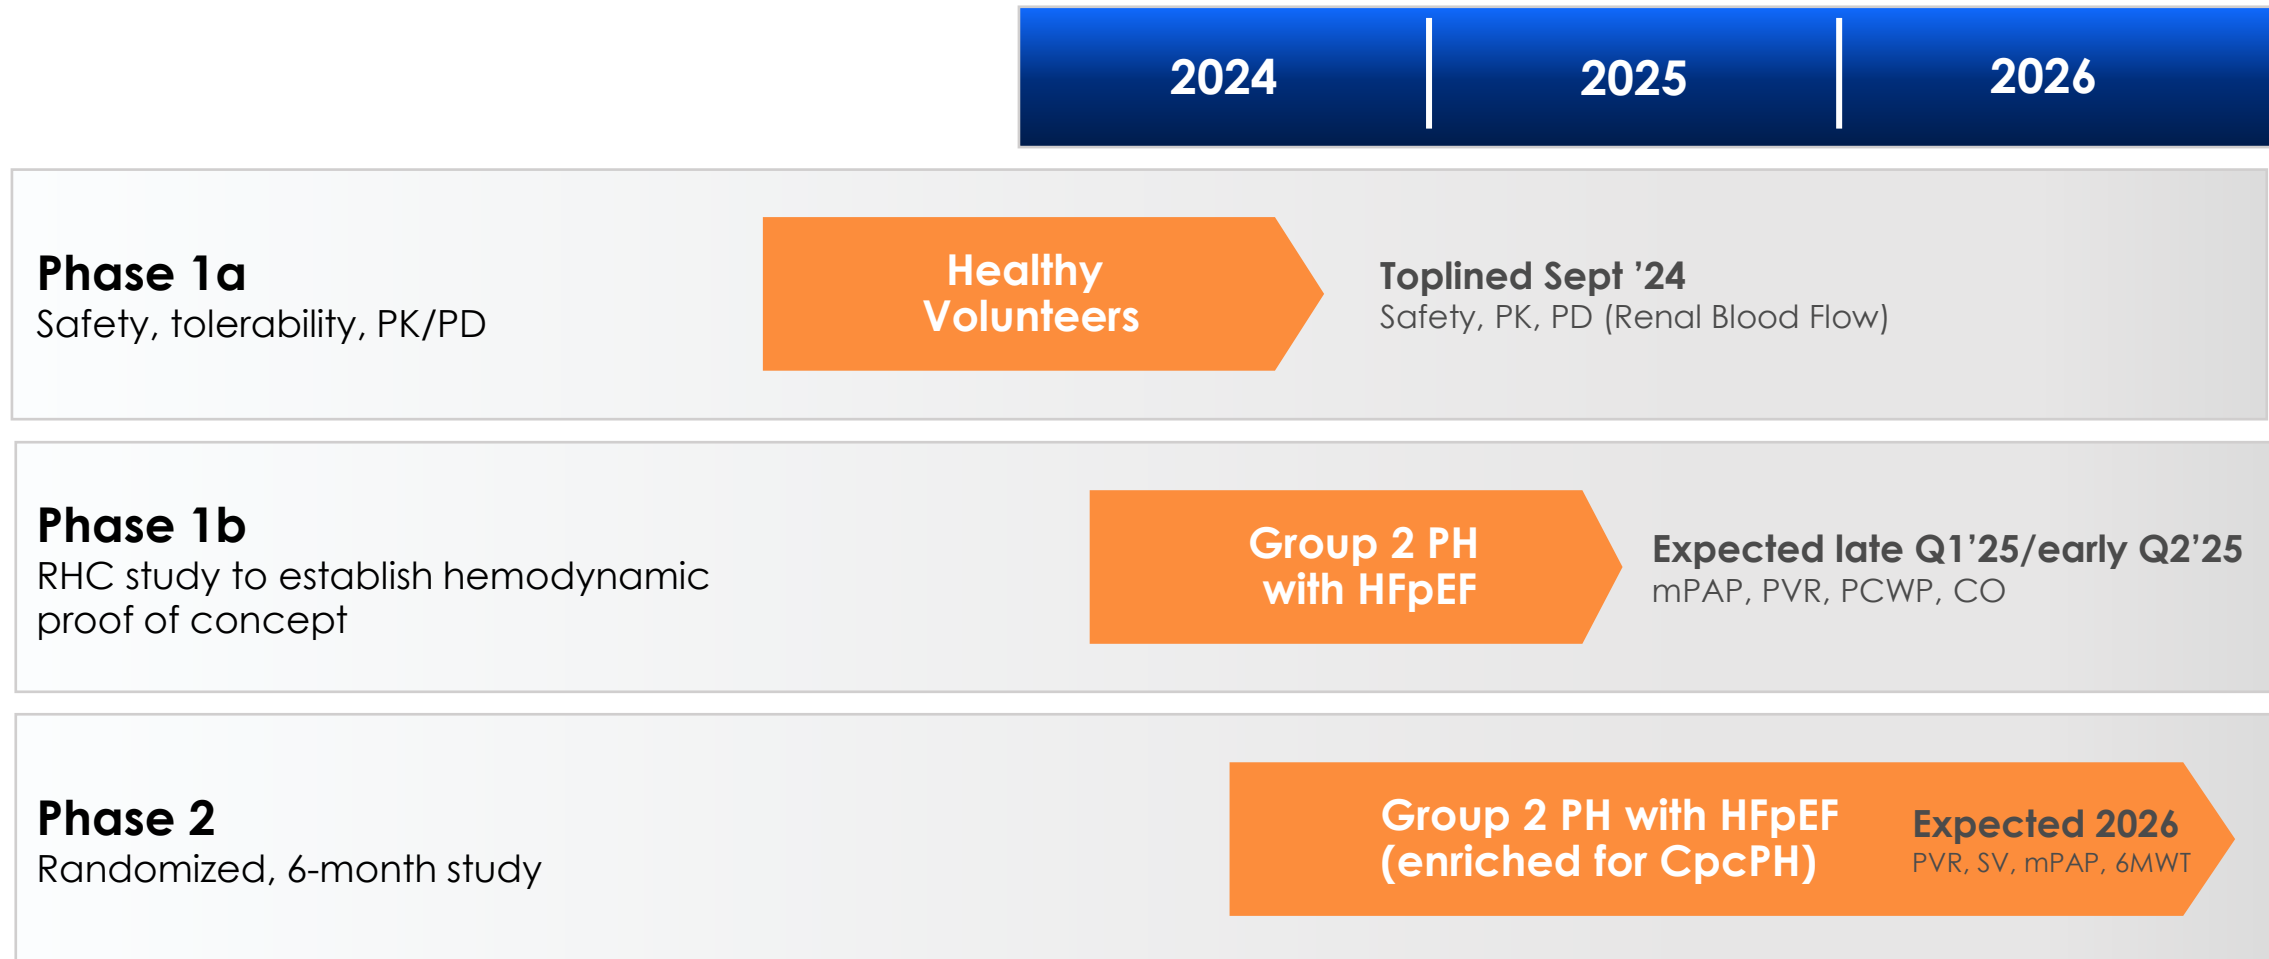 2024 2025 2026
Phase 1a
Safety, tolerability, PK/PD
Healthy
Volunteers
Toplined Sept ’24
Safety, PK, PD (Renal Blood Flow)
Phase 1b
RHC study to establish hemodynamic
proof of concept
Group 2 PH
with HFpEF
Expected late Q1’25/early Q2’25
mPAP, PVR, PCWP, CO
Phase 2
Randomized, 6-month study
Group 2 PH with HFpEF
(enriched for CpcPH)
Expected 2026
PVR, SV, mPAP, 6MWT